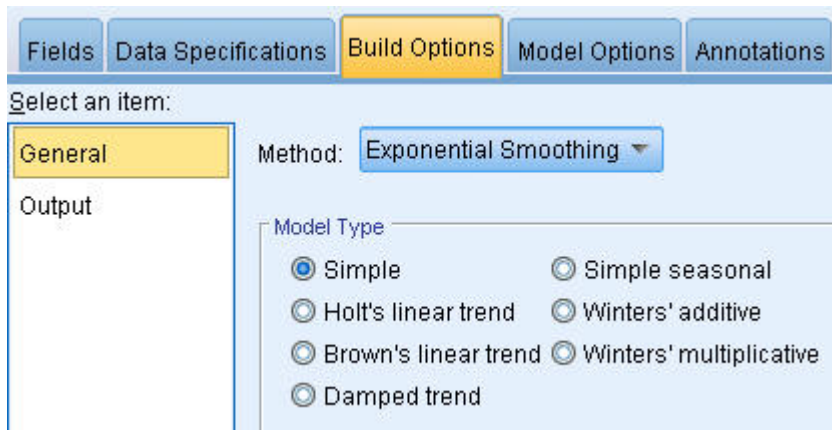 Fields Data Specifications Build Options Model Options Annotations
Select an item:
General
Output
Method: Exponential Smoothing
Model Type
Simple Simple seasonal
Holt's linear trend Winters' additive
Brown's linear trend Winters' multiplicative
Damped trend